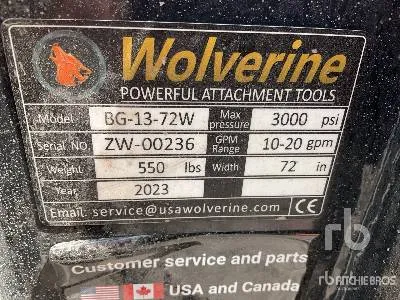 Wolverine
POWERFUL ATTACHMENT TOOLS
Model BG-13-72W Max pressure 3000 psi
Serial NO. ZW-00236 GPM Range 10-20 gpm
Weight 550 lbs Width 72 in
Year 2023
Email: service@usawolverine.com CE
Customer service and parts
USA and Canada
rb
RITCHIE BROS